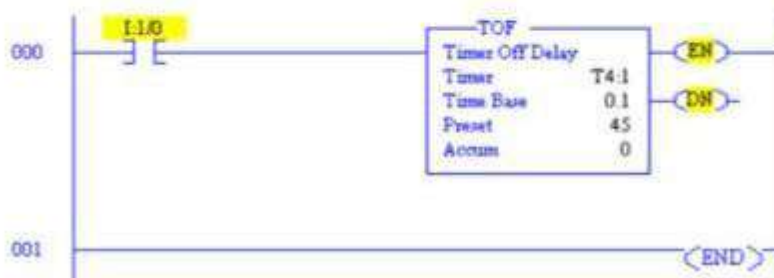 I:1/0
TOF
000
Timer Off Delay
EN
Timer T4:1
Time Base 0.1
DN
Preset 45
Accum 0
001
END